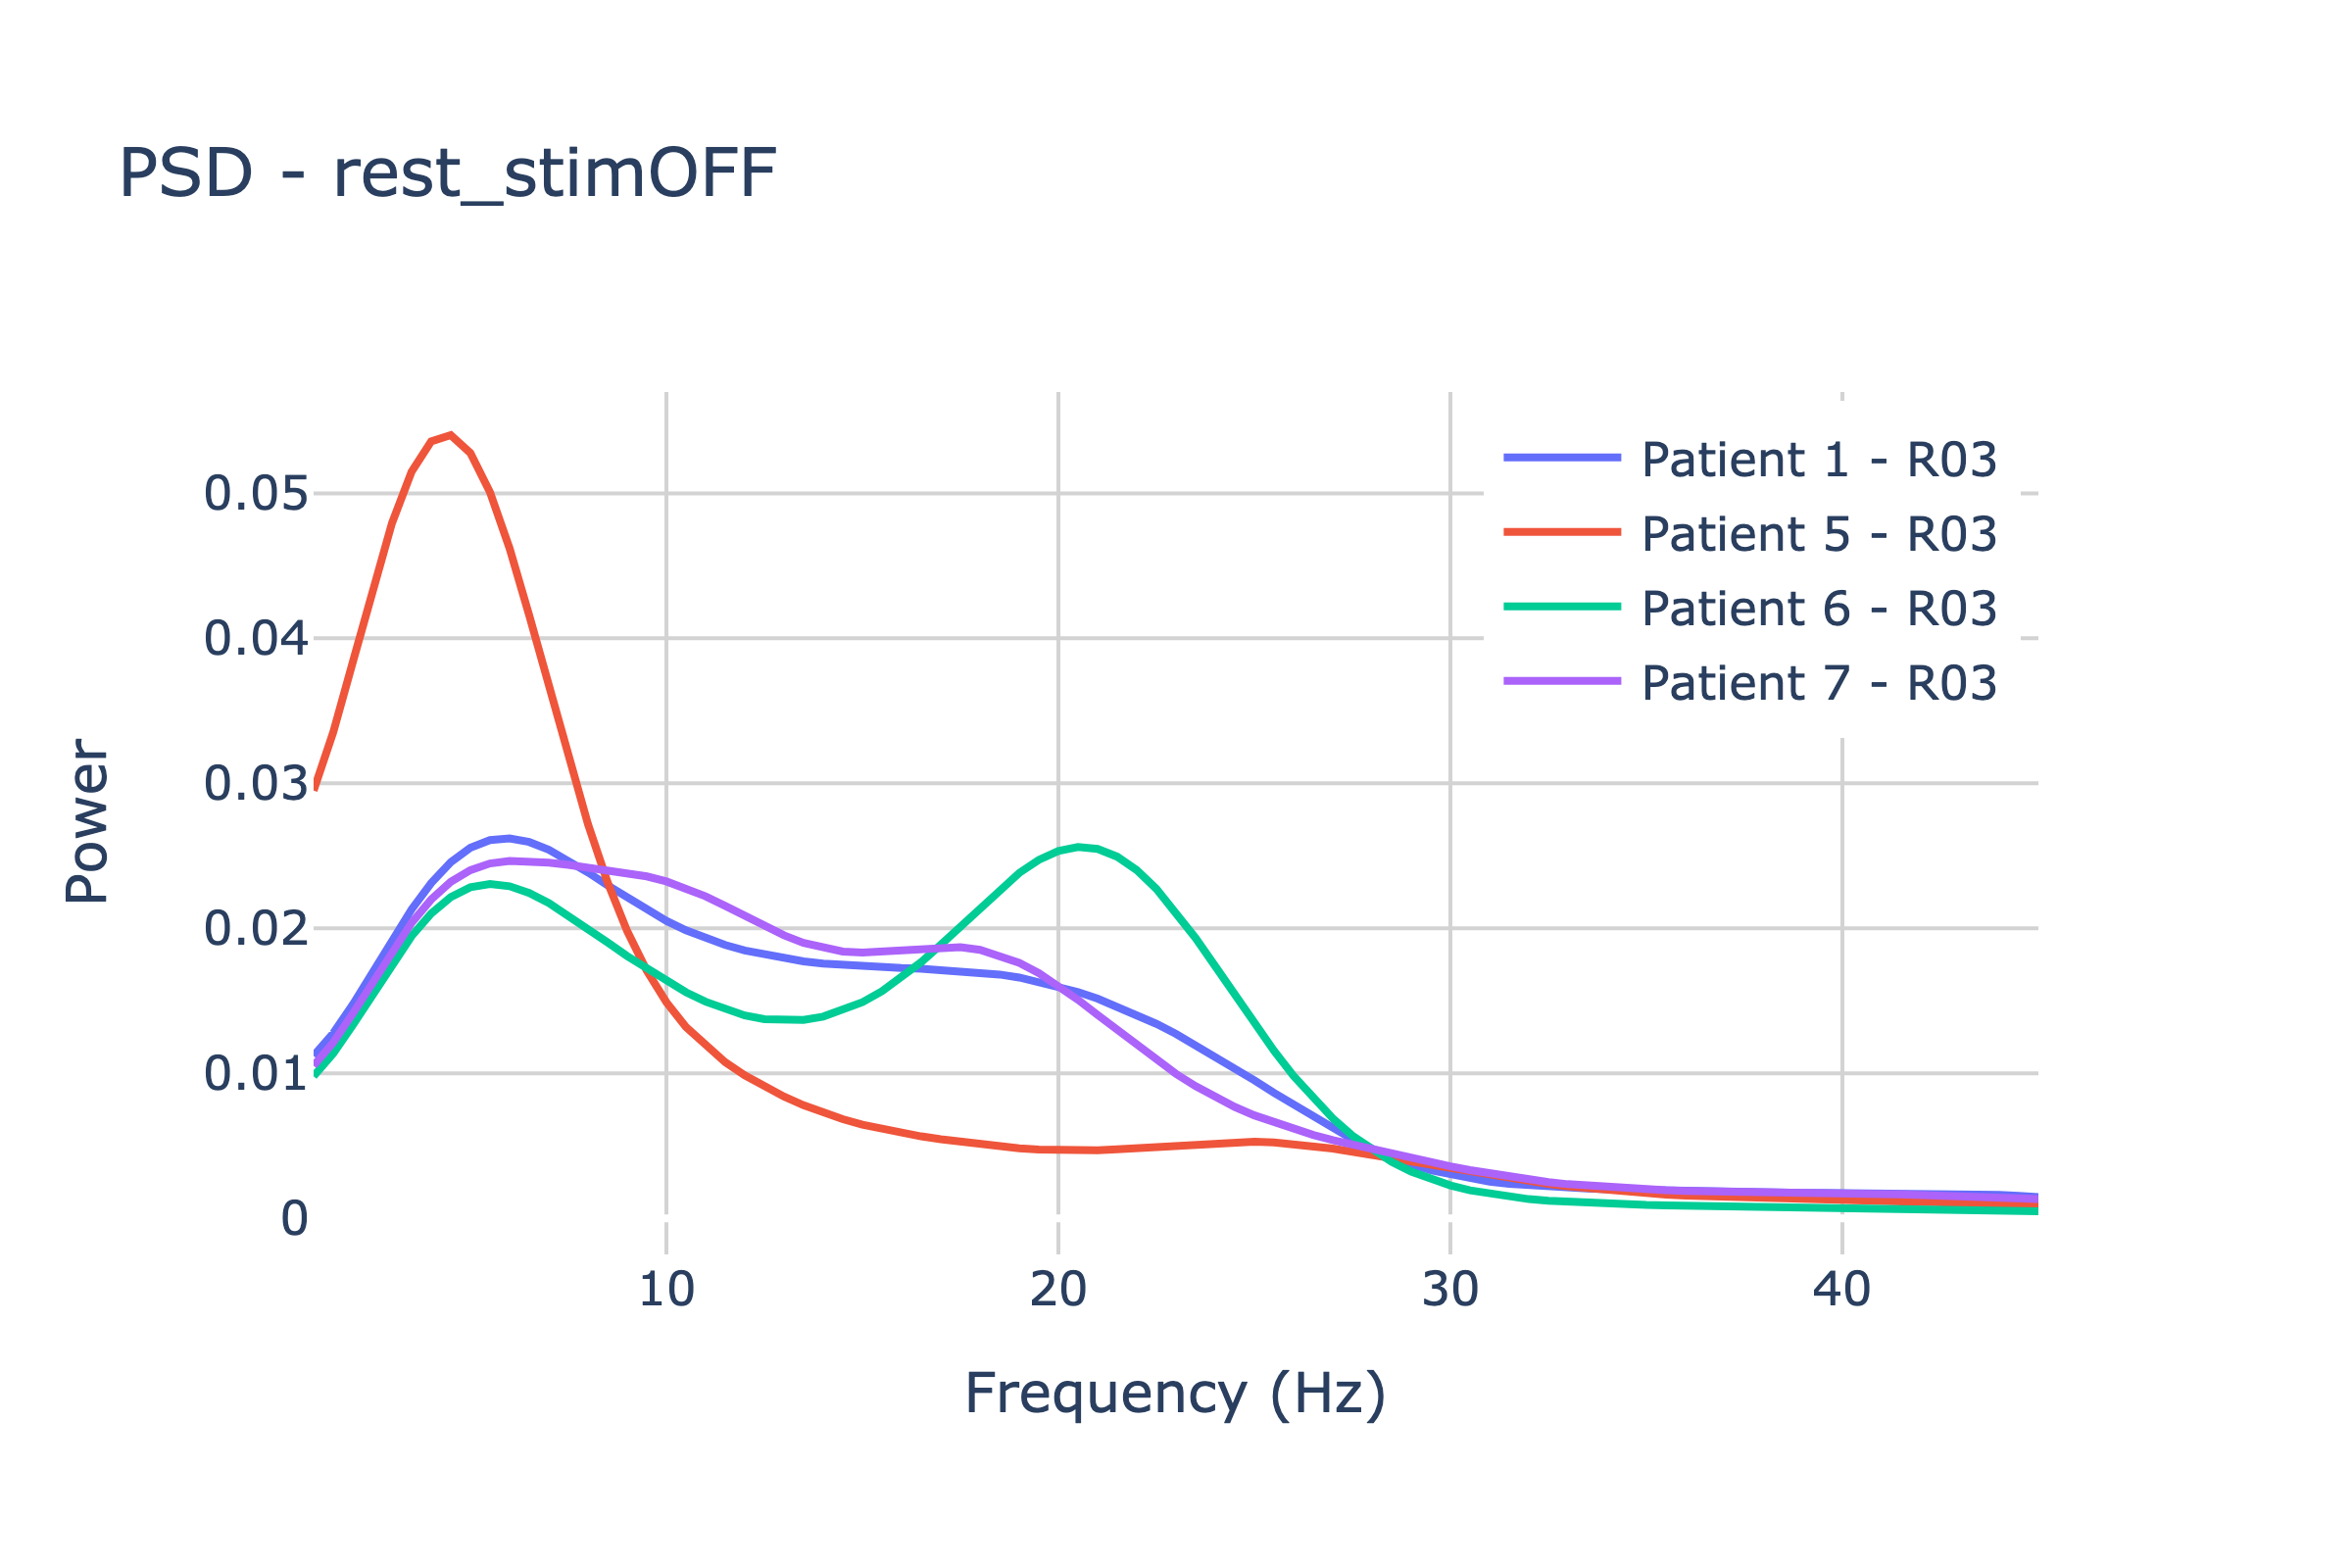 PSD - rest_stimOFF
Patient 1 - R03
Patient 5 - R03
Patient 6 - R03
Patient 7 - R03
0.05
0.04
0.03
0.02
0.01
0
Power
10
20
30
40
Frequency (Hz)